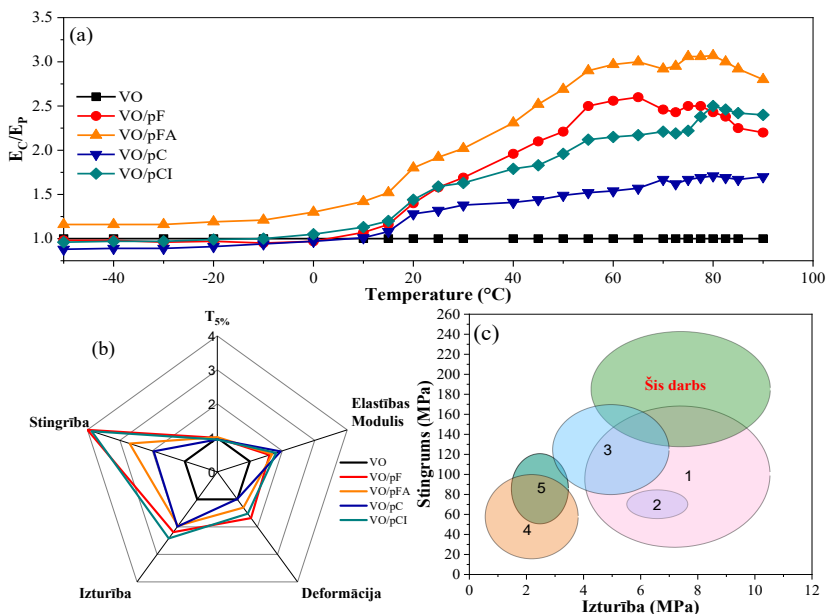 (a)
3.5
3.0
2.5
2.0
1.5
1.0
E_C/E_P
VO
VO/pF
VO/pFA
VO/pC
VO/pCI
-40 -20 0 20 40 60 80 100
Temperature (°C)
(b)
T5%
4
3
2
1
0
Elastības
Modulis
Stingrība
Izturība
Deformācija
VO
VO/pF
VO/pFA
VO/pC
VO/pCI
(c)
260
240
220
200
180
160
140
120
100
80
60
40
20
0
Stingrums (MPa)
Šis darbs
3
1
5
2
4
0 2 4 6 8 10 12
Izturība (MPa)